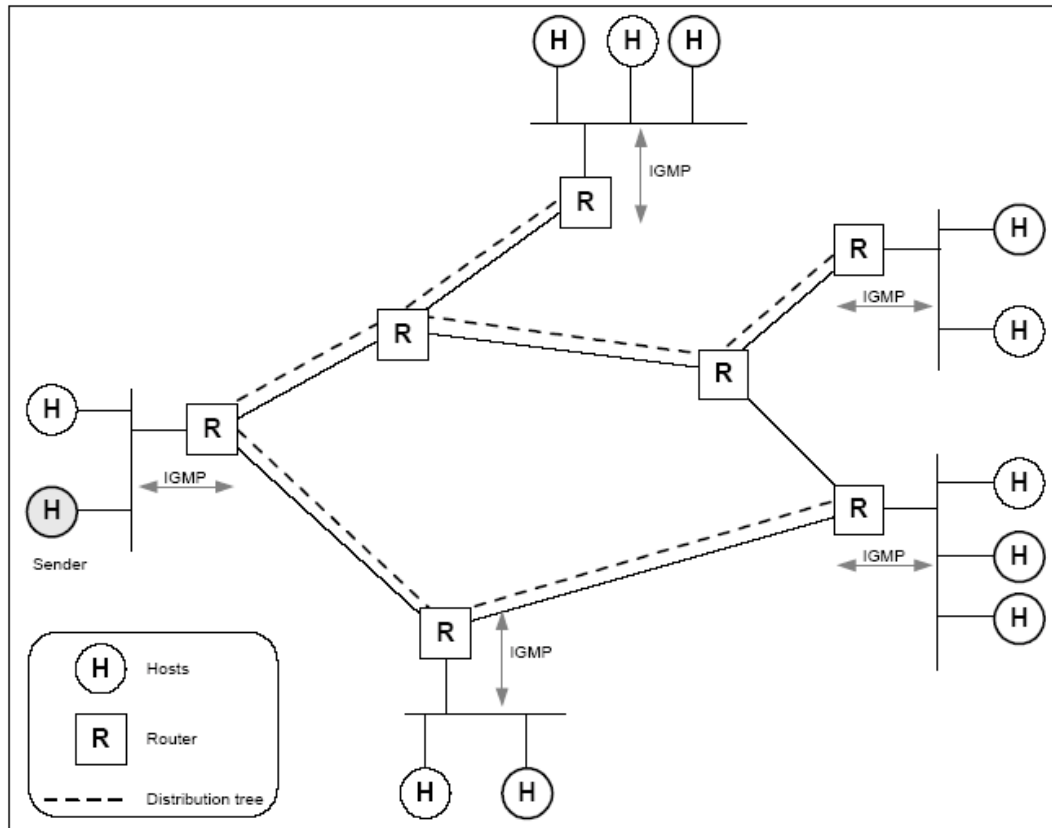 H H H
IGMP
R
R H
IGMP
R
H
R
H R
IGMP
H
Sender
H
R
IGMP
H
H
R
IGMP
H H
H Hosts
R Router
Distribution tree